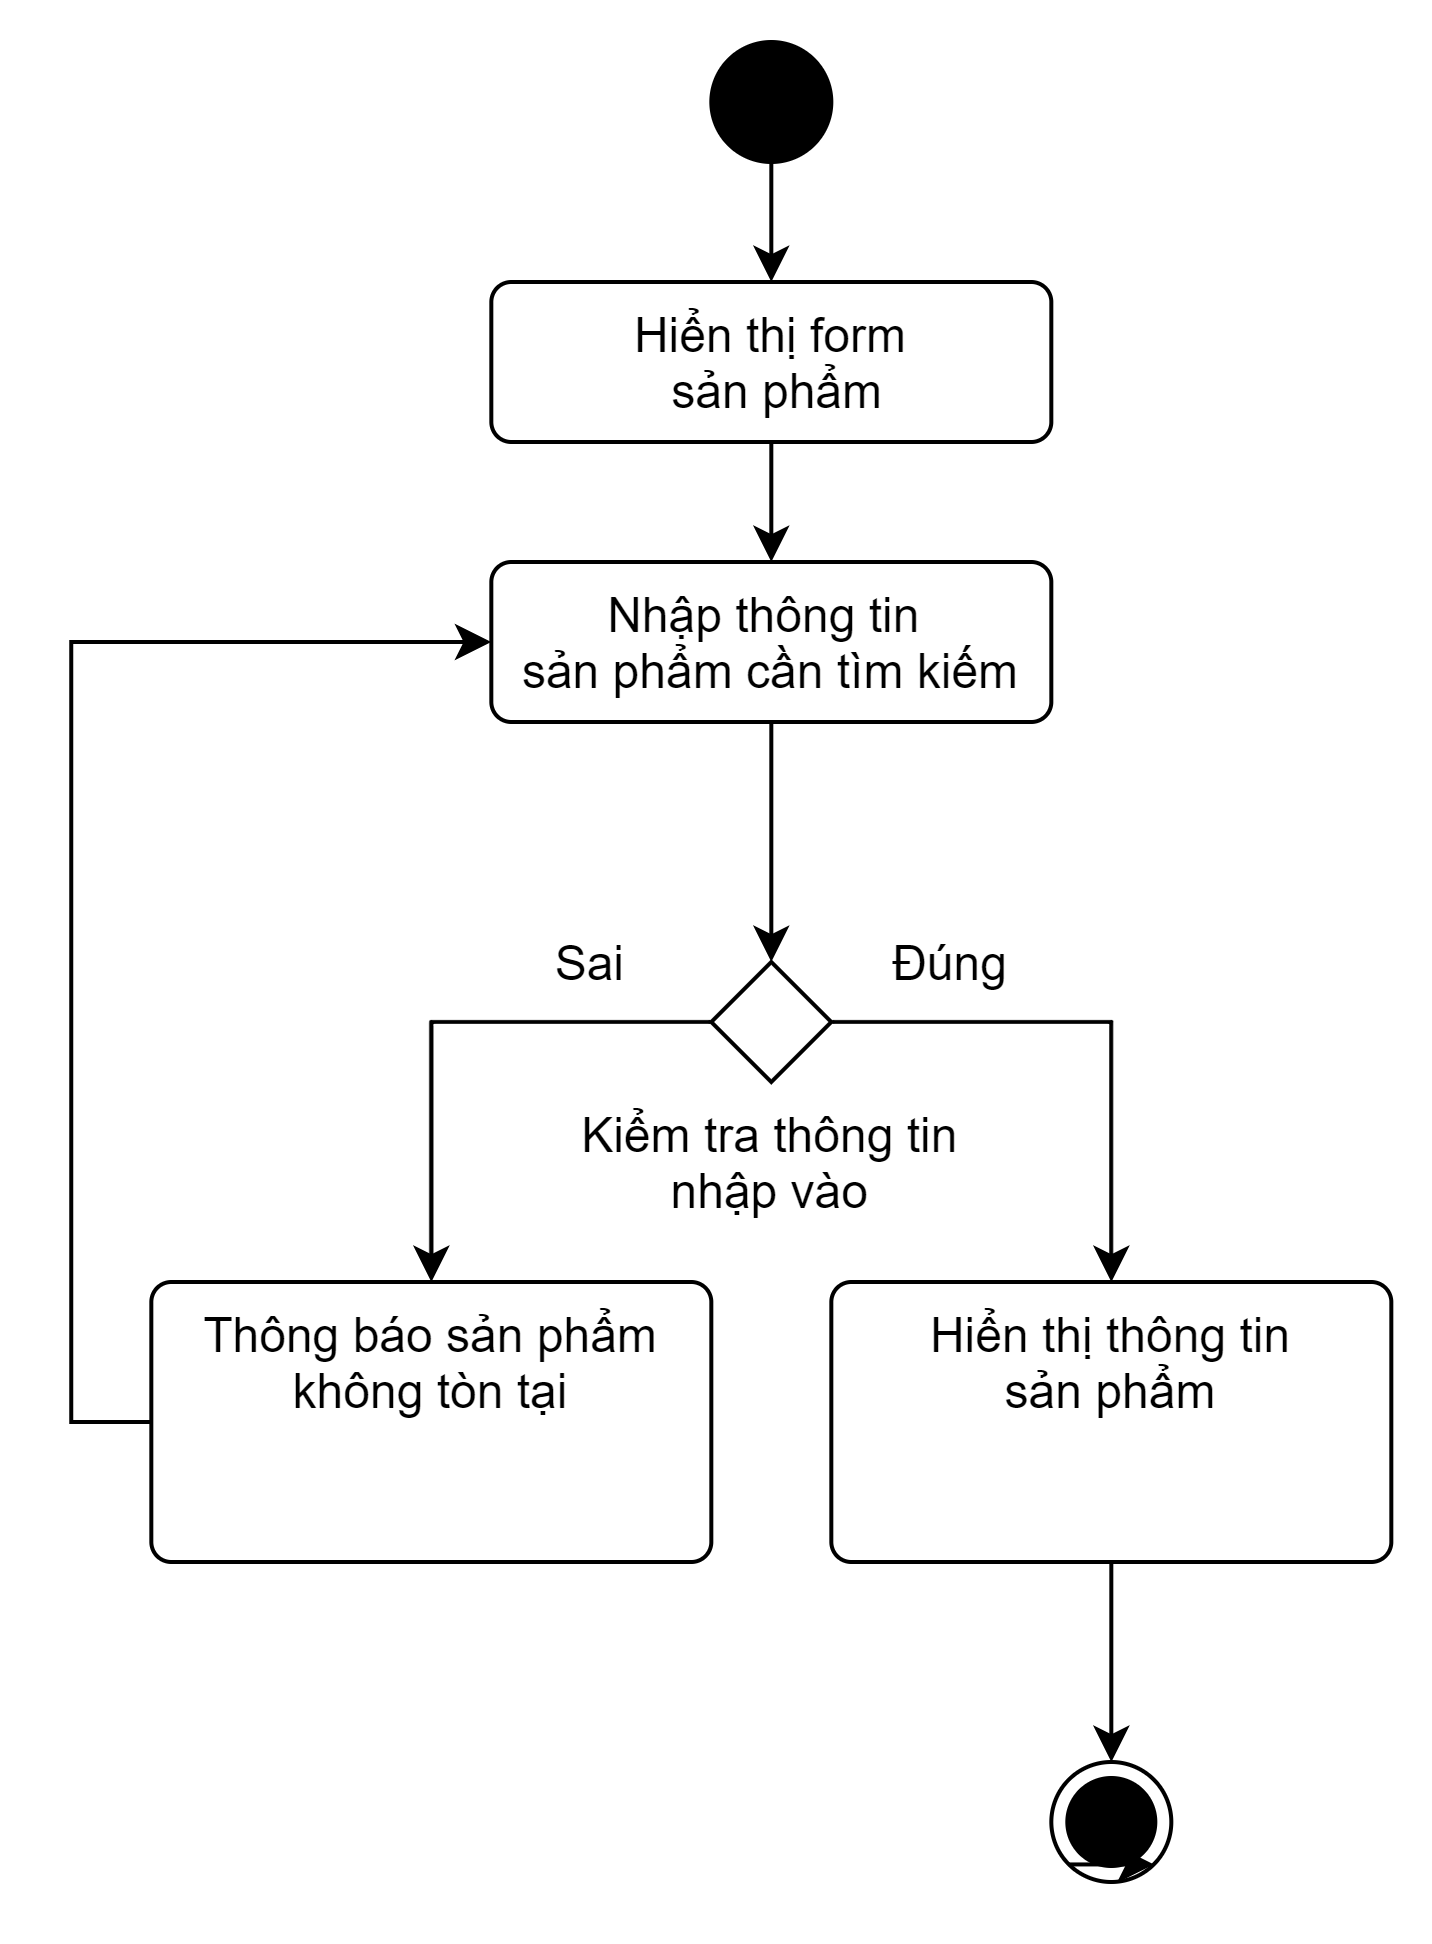 Hiển thị form
sản phẩm
Nhập thông tin
sản phẩm cần tìm kiếm
Sai
Đúng
Kiểm tra thông tin
nhập vào
Thông báo sản phẩm
không tòn tại
Hiển thị thông tin
sản phẩm